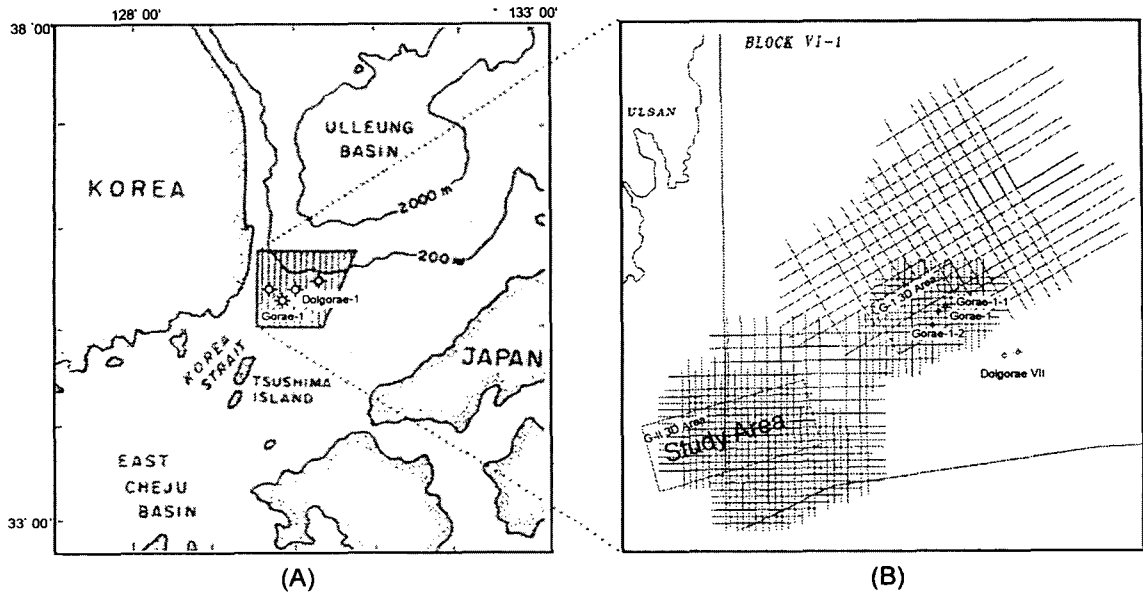 128° 00'
133° 00'
38° 00'
KOREA
ULLEUNG
BASIN
2000 m
200 m
Dolgorae-1
Gorae-1
KOREA
STRAIT
TSUSHIMA
ISLAND
JAPAN
EAST
CHEJU
BASIN
33° 00'
(A)
BLOCK VI-1
ULSAN
G-I 3D Area
Gorae-1-1
Gorae-1
Gorae-1-2
Dolgorae VII
G-II 3D Area
Study Area
(B)